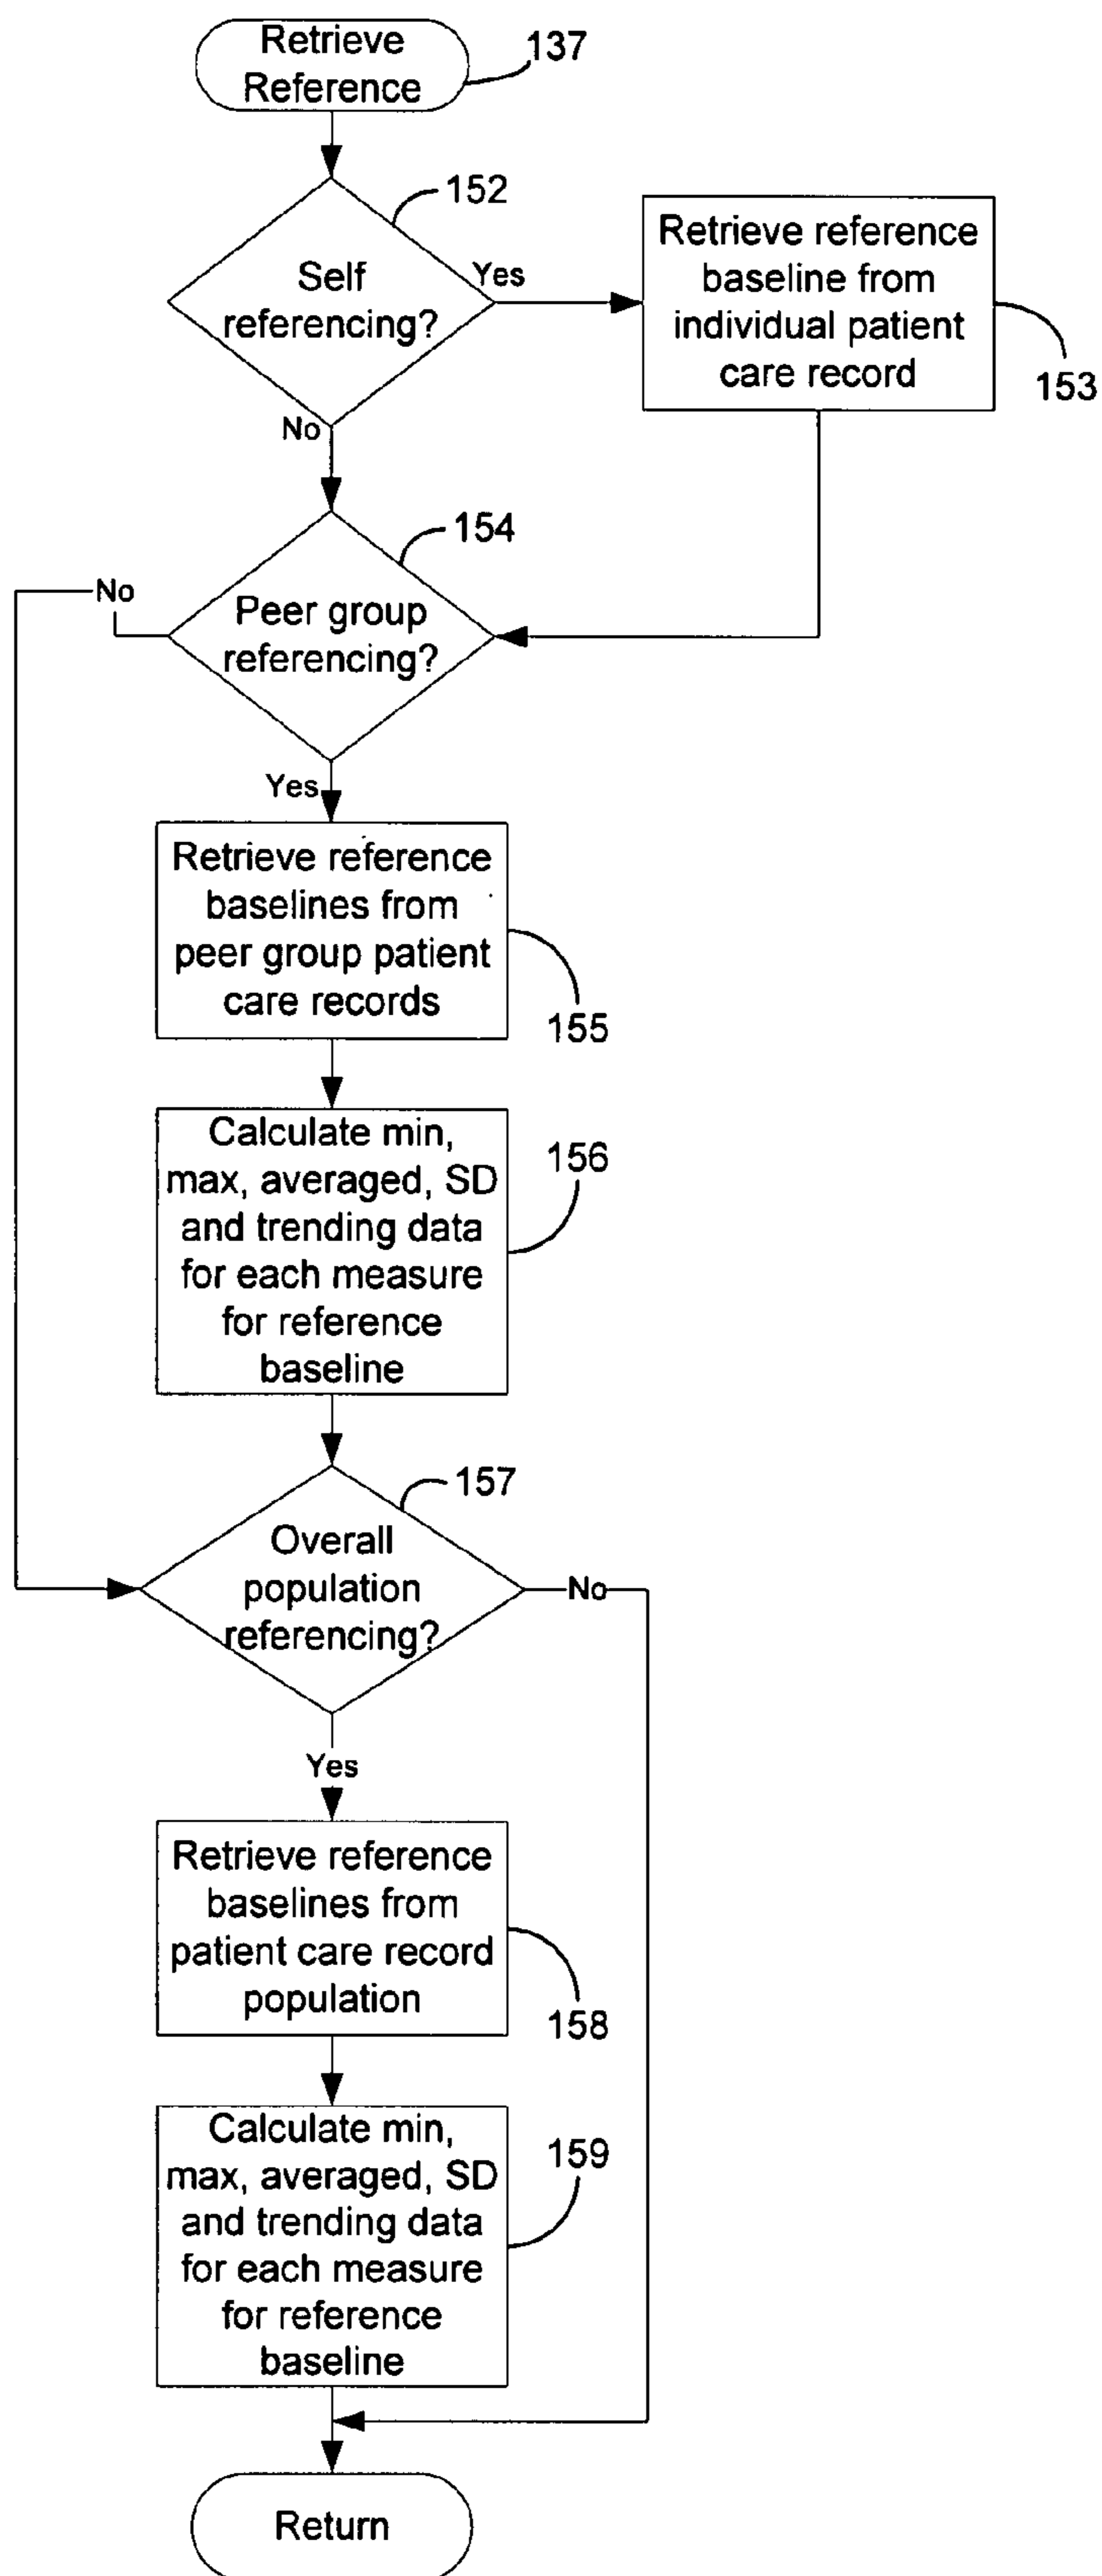 Retrieve
Reference
137
152
Self
referencing?
Yes
Retrieve reference
baseline from
individual patient
care record
153
No
154
No
Peer group
referencing?
Yes
Retrieve reference
baselines from
peer group patient
care records
155
Calculate min,
max, averaged, SD
and trending data
for each measure
for reference
baseline
156
157
Overall
population
referencing?
No
Yes
Retrieve reference
baselines from
patient care record
population
158
Calculate min,
max, averaged, SD
and trending data
for each measure
for reference
baseline
159
Return